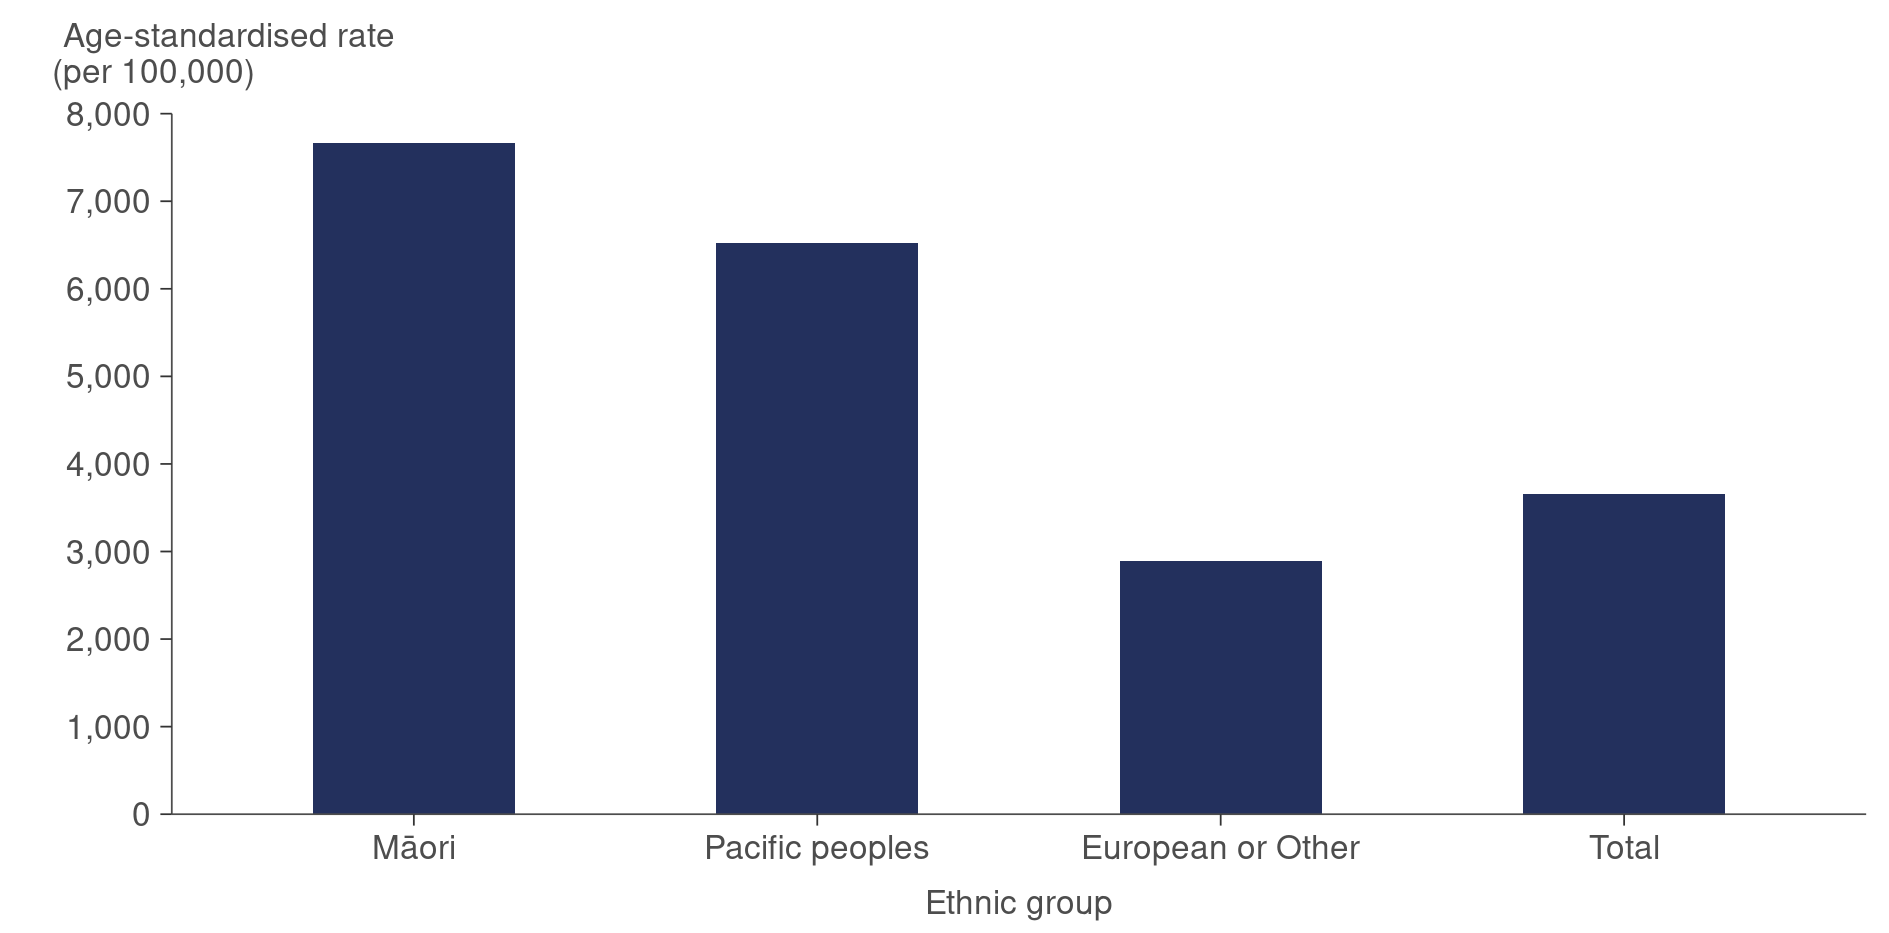 Age-standardised rate
(per 100,000)
8,000
7,000
6,000
5,000
4,000
3,000
2,000
1,000
0
Māori Pacific peoples European or Other Total
Ethnic group